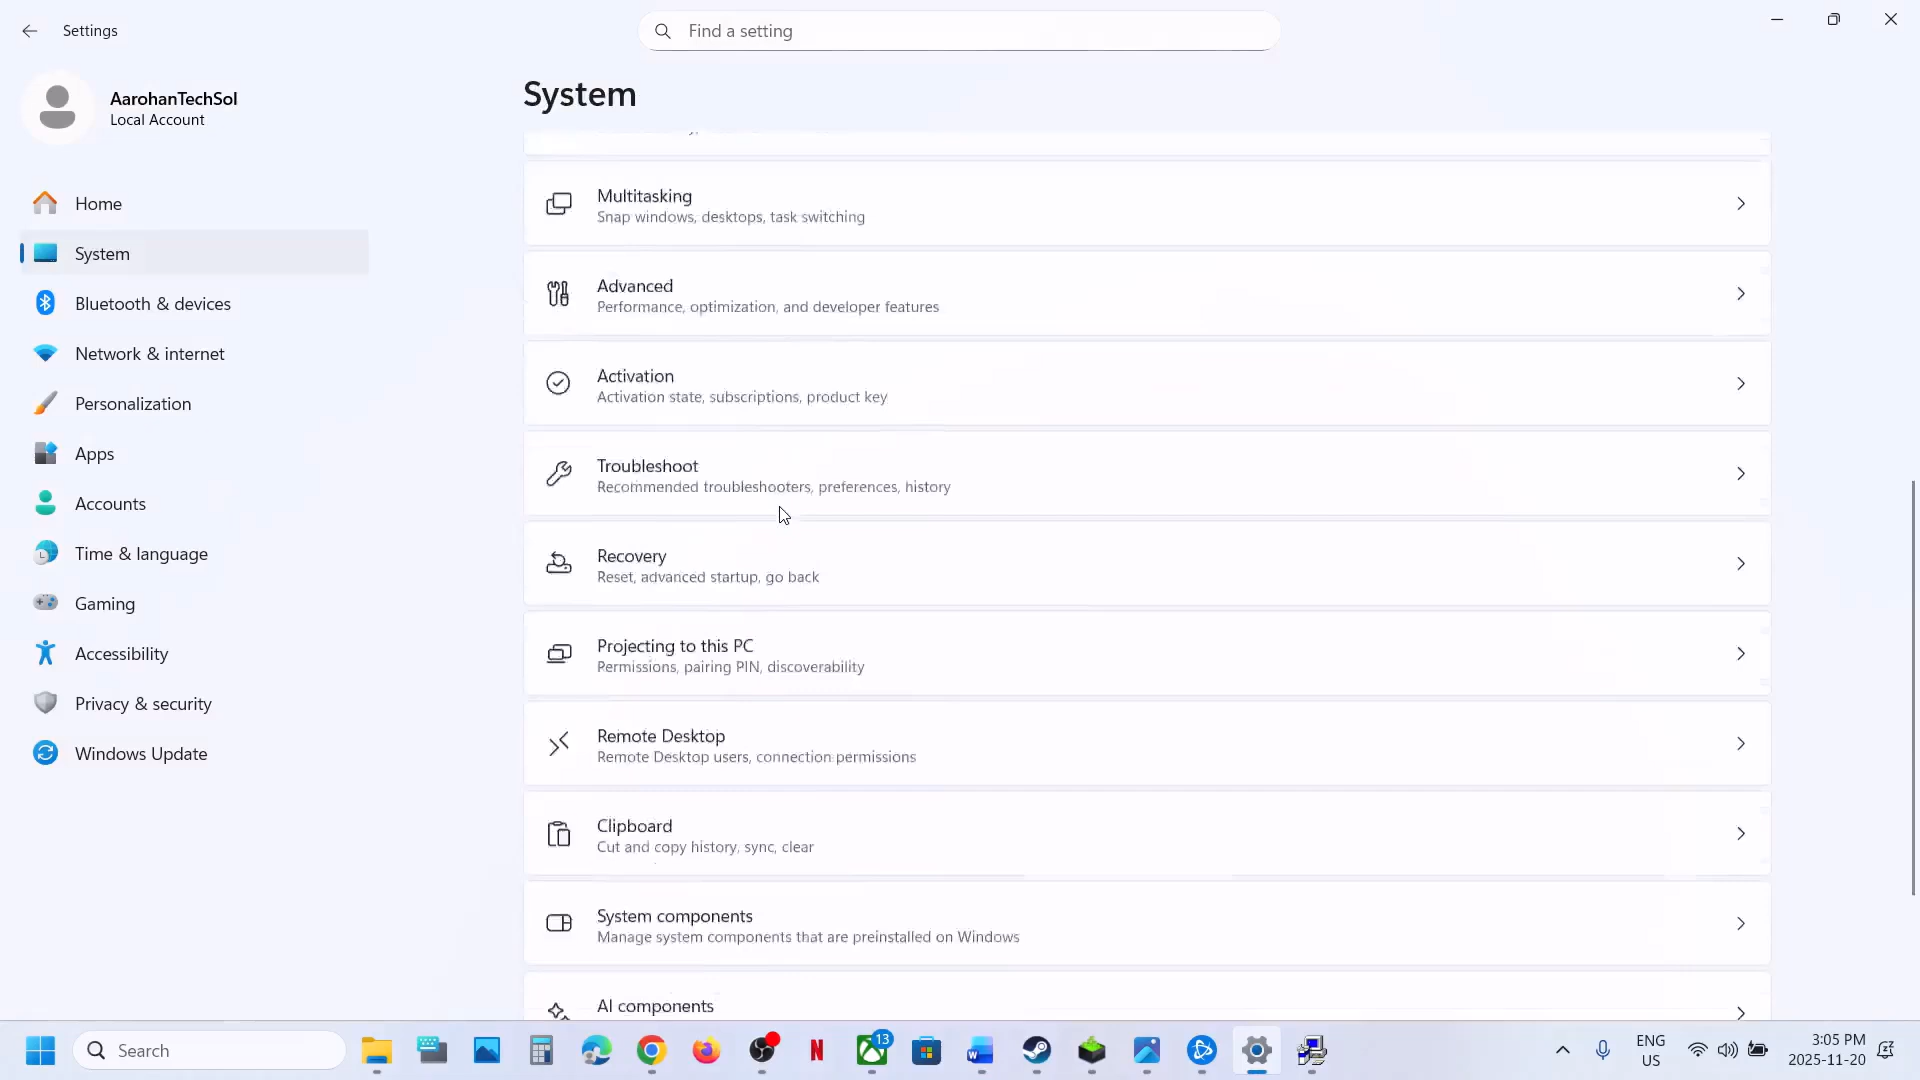 Settings
Find a setting
AarohanTechSol
Local Account
System
Home
System
Bluetooth & devices
Network & internet
Personalization
Apps
Accounts
Time & language
Gaming
Accessibility
Privacy & security
Windows Update
Multitasking
Snap windows, desktops, task switching
Advanced
Performance, optimization, and developer features
Activation
Activation state, subscriptions, product key
Troubleshoot
Recommended troubleshooters, preferences, history
Recovery
Reset, advanced startup, go back
Projecting to this PC
Permissions, pairing PIN, discoverability
Remote Desktop
Remote Desktop users, connection permissions
Clipboard
Cut and copy history, sync, clear
System components
Manage system components that are preinstalled on Windows
AI components
Search
13
ENG
US
3:05 PM
2025-11-20